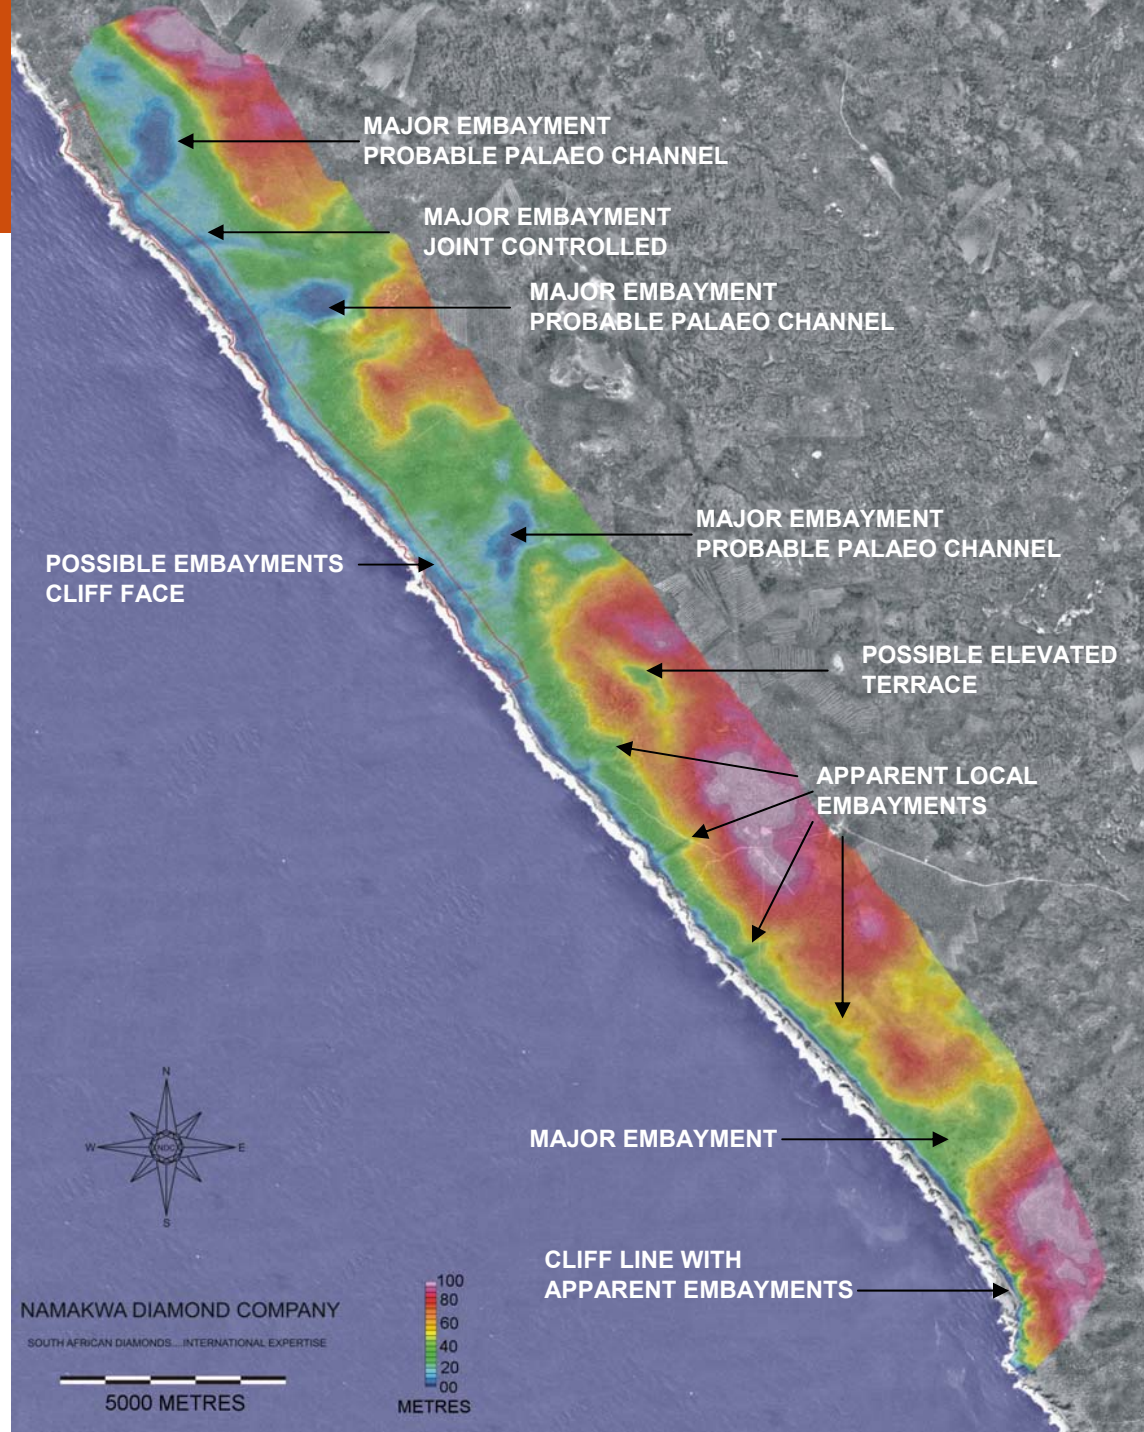 MAJOR EMBAYMENT
PROBABLE PALAEO CHANNEL
MAJOR EMBAYMENT
JOINT CONTROLLED
MAJOR EMBAYMENT
PROBABLE PALAEO CHANNEL
MAJOR EMBAYMENT
PROBABLE PALAEO CHANNEL
POSSIBLE EMBAYMENTS
CLIFF FACE
POSSIBLE ELEVATED
TERRACE
APPARENT LOCAL
EMBAYMENTS
N
W
NDC
E
S
MAJOR EMBAYMENT
CLIFF LINE WITH
APPARENT EMBAYMENTS
NAMAKWA DIAMOND COMPANY
SOUTH AFRICAN DIAMONDS...INTERNATIONAL EXPERTISE
5000 METRES
100
80
60
40
20
00
METRES